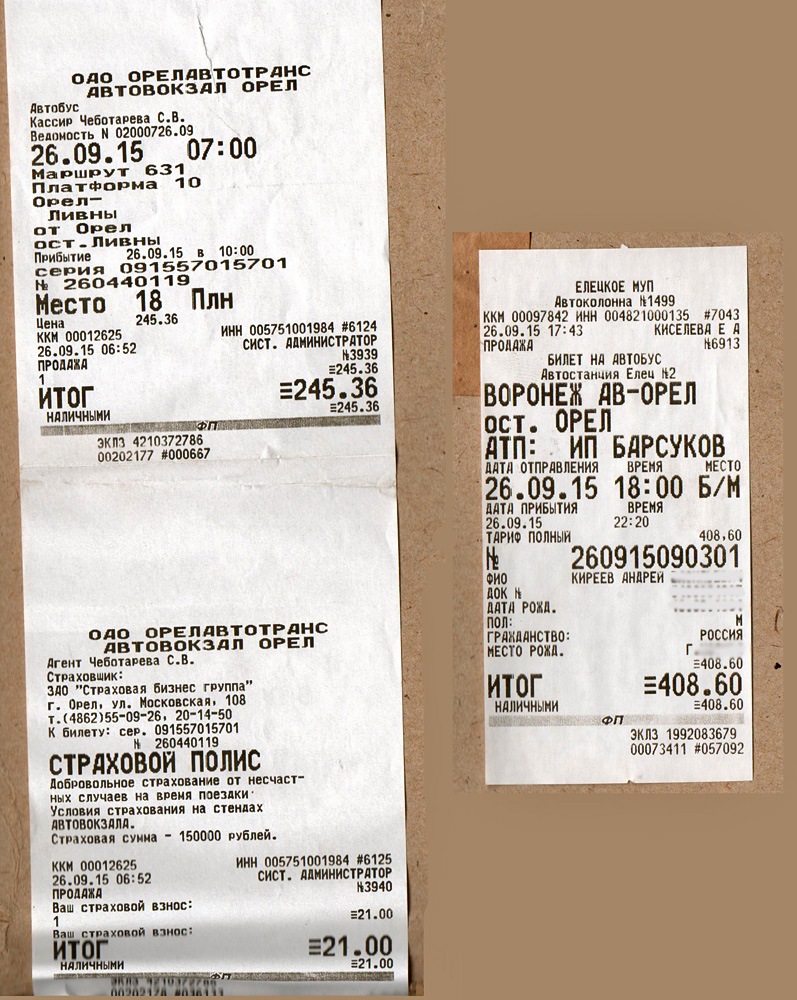 ОАО ОРЕЛАВТОТРАНС
АВТОВОКЗАЛ ОРЕЛ
Автобус
Кассир Чеботарева С.В.
Ведомость N 02000726.09
26.09.15 07:00
Маршрут 631
Платформа 10
Орел-
Ливны
от Орел
ост.Ливны
Прибытие 26.09.15 в 10:00
серия 091557015701
№ 260440119
Место 18 Плн
Цена 245.36
ККМ 00012625 ИНН 005751001984 #6124
26.09.15 06:52 СИСТ. АДМИНИСТРАТОР
ПРОДАЖА №3939
1 ≡245.36
ИТОГ ≡245.36
НАЛИЧНЫМИ ≡245.36
ФП
ЭКЛЗ 4210372786
00202177 #000667
ОАО ОРЕЛАВТОТРАНС
АВТОВОКЗАЛ ОРЕЛ
Агент Чеботарева С.В.
Страховщик:
ЗАО "Страховая бизнес группа"
г. Орел, ул. Московская, 108
т.(4862)55-09-26, 20-14-50
К билету: сер. 091557015701
№ 260440119
СТРАХОВОЙ ПОЛИС
Добровольное страхование от несчаст-
ных случаев на время поездки.
Условия страхования на стендах
АВТОВОКЗАЛА.
Страховая сумма - 150000 рублей.
ККМ 00012625 ИНН 005751001984 #6125
26.09.15 06:52 СИСТ. АДМИНИСТРАТОР
ПРОДАЖА №3940
Ваш страховой взнос:
1 ≡21.00
Ваш страховой взнос:
ИТОГ ≡21.00
НАЛИЧНЫМИ ≡21.00
ФП
ЭКЛЗ 4210372786
00202178 #036133
ЕЛЕЦКОЕ МУП
Автоколонна №1499
ККМ 00097842 ИНН 004821000135 #7043
26.09.15 17:43 КИСЕЛЕВА Е А
ПРОДАЖА №6913
БИЛЕТ НА АВТОБУС
Автостанция Елец №2
ВОРОНЕЖ АВ-ОРЕЛ
ост. ОРЕЛ
АТП: ИП БАРСУКОВ
ДАТА ОТПРАВЛЕНИЯ ВРЕМЯ МЕСТО
26.09.15 18:00 Б/М
ДАТА ПРИБЫТИЯ ВРЕМЯ
26.09.15 22:20
ТАРИФ ПОЛНЫЙ 408,60
№ 260915090301
ФИО КИРЕЕВ АНДРЕЙ
ДОК №
ДАТА РОЖД.
ПОЛ: М
ГРАЖДАНСТВО: РОССИЯ
МЕСТО РОЖД. Г
≡408.60
ИТОГ ≡408.60
НАЛИЧНЫМИ ≡408.60
ФП
ЭКЛЗ 1992083679
00073411 #057092